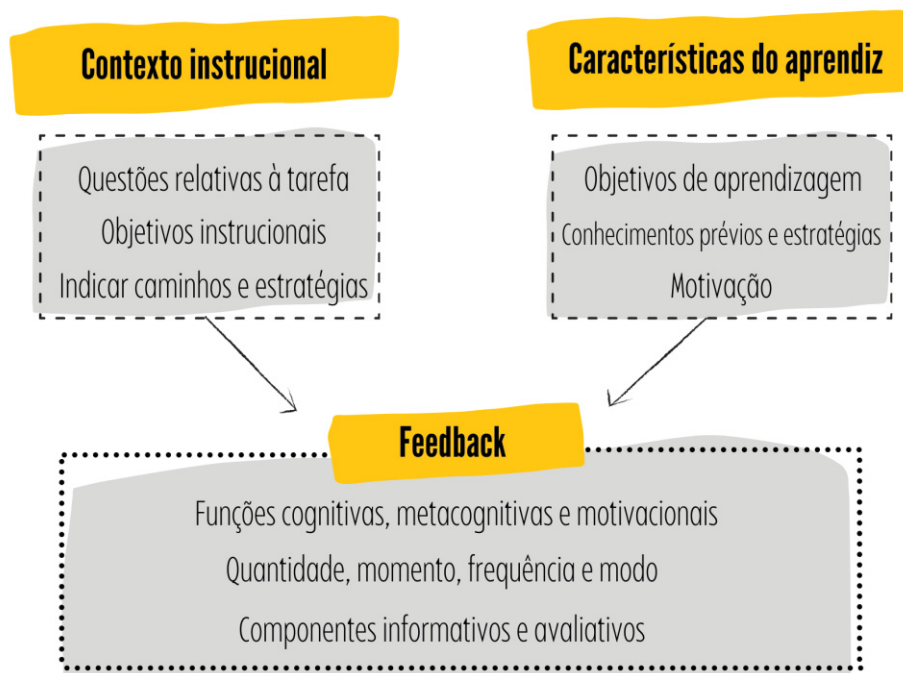 Contexto instrucional
Questões relativas à tarefa
Objetivos instrucionais
Indicar caminhos e estratégias
Características do aprendiz
Objetivos de aprendizagem
Conhecimentos prévios e estratégias
Motivação
Feedback
Funções cognitivas, metacognitivas e motivacionais
Quantidade, momento, frequência e modo
Componentes informativos e avaliativos